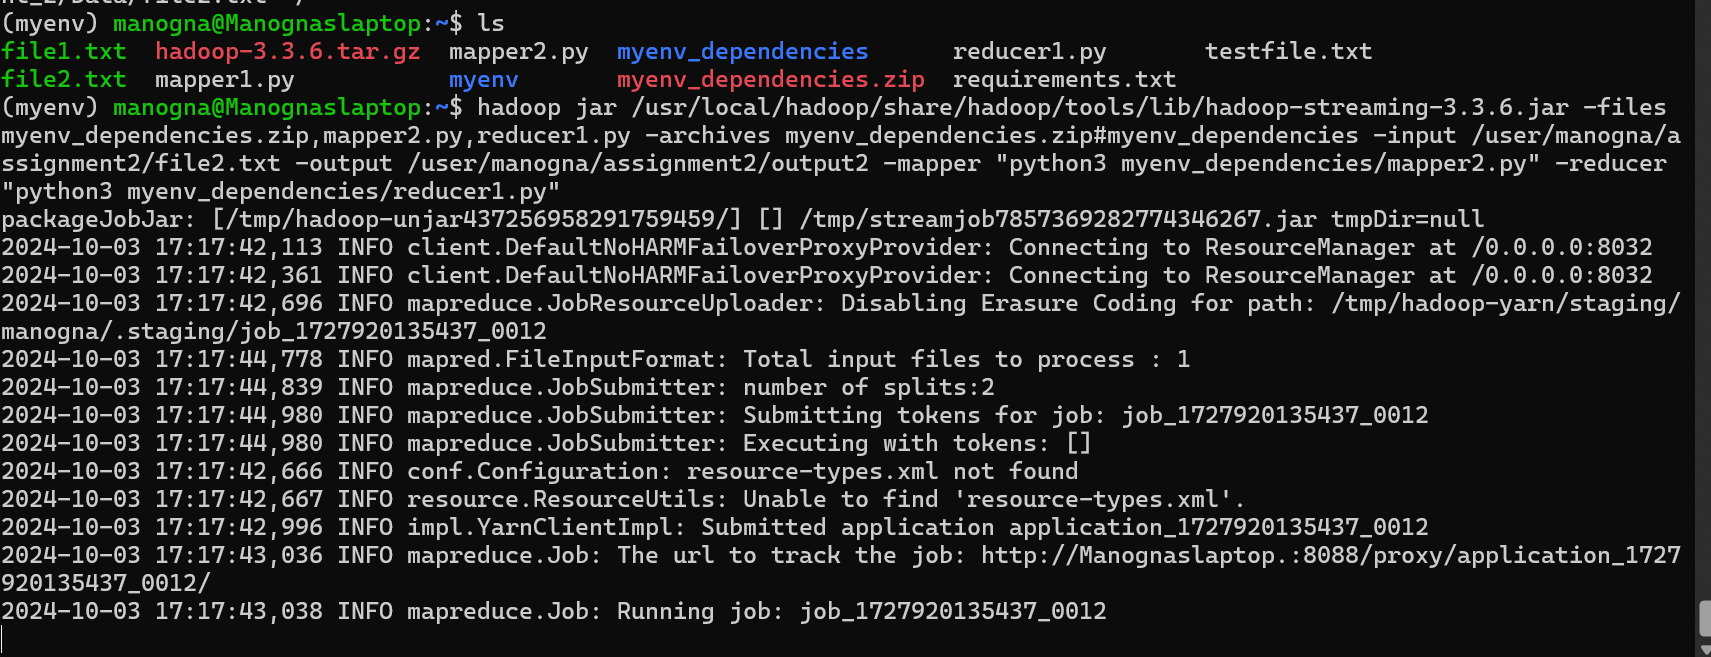 (myenv) manogna@Manognaslaptop:~$ ls
file1.txt  hadoop-3.3.6.tar.gz  mapper2.py  myenv_dependencies      reducer1.py       testfile.txt
file2.txt  mapper1.py           myenv       myenv_dependencies.zip  requirements.txt
(myenv) manogna@Manognaslaptop:~$ hadoop jar /usr/local/hadoop/share/hadoop/tools/lib/hadoop-streaming-3.3.6.jar -files
myenv_dependencies.zip,mapper2.py,reducer1.py -archives myenv_dependencies.zip#myenv_dependencies -input /user/manogna/a
ssignment2/file2.txt -output /user/manogna/assignment2/output2 -mapper "python3 myenv_dependencies/mapper2.py" -reducer
"python3 myenv_dependencies/reducer1.py"
packageJobJar: [/tmp/hadoop-unjar437256958291759459/] [] /tmp/streamjob7857369282774346267.jar tmpDir=null
2024-10-03 17:17:42,113 INFO client.DefaultNoHARMFailoverProxyProvider: Connecting to ResourceManager at /0.0.0.0:8032
2024-10-03 17:17:42,361 INFO client.DefaultNoHARMFailoverProxyProvider: Connecting to ResourceManager at /0.0.0.0:8032
2024-10-03 17:17:42,696 INFO mapreduce.JobResourceUploader: Disabling Erasure Coding for path: /tmp/hadoop-yarn/staging/
manogna/.staging/job_1727920135437_0012
2024-10-03 17:17:44,778 INFO mapred.FileInputFormat: Total input files to process : 1
2024-10-03 17:17:44,839 INFO mapreduce.JobSubmitter: number of splits:2
2024-10-03 17:17:44,980 INFO mapreduce.JobSubmitter: Submitting tokens for job: job_1727920135437_0012
2024-10-03 17:17:44,980 INFO mapreduce.JobSubmitter: Executing with tokens: []
2024-10-03 17:17:42,666 INFO conf.Configuration: resource-types.xml not found
2024-10-03 17:17:42,667 INFO resource.ResourceUtils: Unable to find 'resource-types.xml'.
2024-10-03 17:17:42,996 INFO impl.YarnClientImpl: Submitted application application_1727920135437_0012
2024-10-03 17:17:43,036 INFO mapreduce.Job: The url to track the job: http://Manognaslaptop.:8088/proxy/application_1727
920135437_0012/
2024-10-03 17:17:43,038 INFO mapreduce.Job: Running job: job_1727920135437_0012